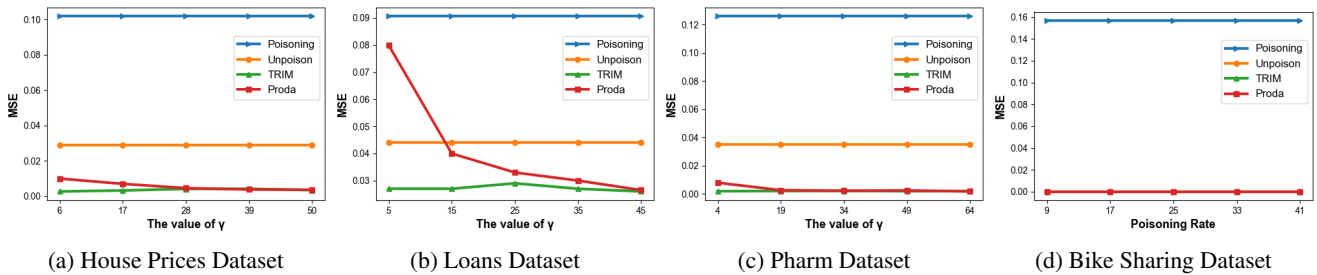 0.10
0.08
0.06
0.04
0.02
0.00
MSE
Poisoning
Unpoison
TRIM
Proda
6 17 28 39 50
The value of γ
(a) House Prices Dataset
0.09
0.08
0.07
0.06
0.05
0.04
0.03
MSE
Poisoning
Unpoison
TRIM
Proda
5 15 25 35 45
The value of γ
(b) Loans Dataset
0.12
0.10
0.08
0.06
0.04
0.02
0.00
MSE
Poisoning
Unpoison
TRIM
Proda
4 19 34 49 64
The value of γ
(c) Pharm Dataset
0.16
0.14
0.12
0.10
0.08
0.06
0.04
0.02
0.00
MSE
Poisoning
Unpoison
TRIM
Proda
9 17 25 33 41
Poisoning Rate
(d) Bike Sharing Dataset